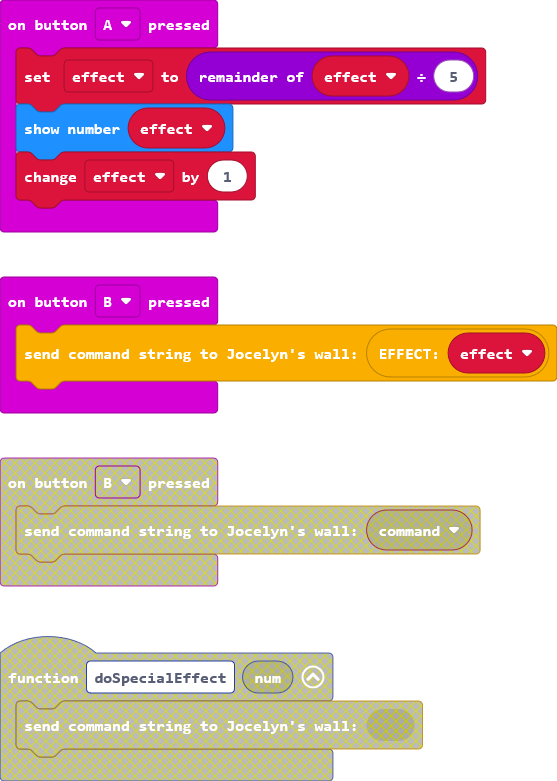 on button A pressed
set effect to remainder of effect ÷ 5
show number effect
change effect by 1
on button B pressed
send command string to Jocelyn's wall: EFFECT: effect
on button B pressed
send command string to Jocelyn's wall: command
function doSpecialEffect num
send command string to Jocelyn's wall: